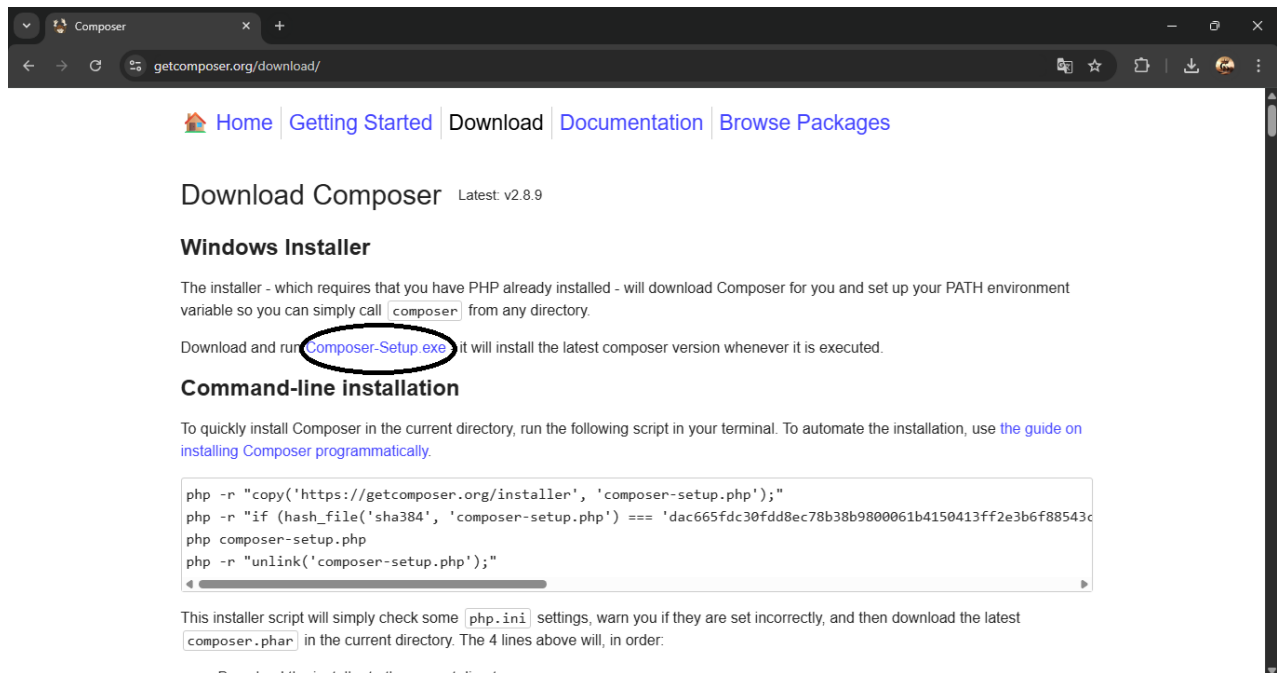 Composer
getcomposer.org/download/
Home Getting Started Download Documentation Browse Packages
Download Composer Latest: v2.8.9
Windows Installer
The installer - which requires that you have PHP already installed - will download Composer for you and set up your PATH environment
variable so you can simply call composer from any directory.
Download and run Composer-Setup.exe - it will install the latest composer version whenever it is executed.
Command-line installation
To quickly install Composer in the current directory, run the following script in your terminal. To automate the installation, use the guide on
installing Composer programmatically.
php -r "copy('https://getcomposer.org/installer', 'composer-setup.php');"
php -r "if (hash_file('sha384', 'composer-setup.php') === 'dac665fdc30fdd8ec78b38b9800061b4150413ff2e3b6f88543c
php composer-setup.php
php -r "unlink('composer-setup.php');"
This installer script will simply check some php.ini settings, warn you if they are set incorrectly, and then download the latest
composer.phar in the current directory. The 4 lines above will, in order: